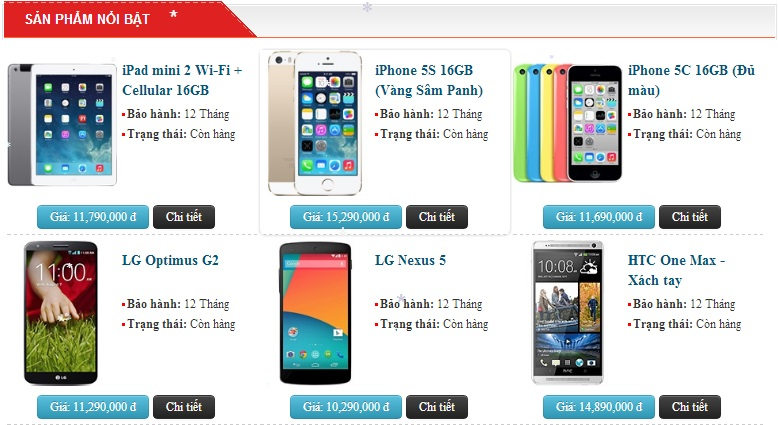 SẢN PHẨM NỔI BẬT
iPad mini 2 Wi-Fi +
Cellular 16GB
Bảo hành: 12 Tháng
Trạng thái: Còn hàng
Giá: 11,790,000 đ
Chi tiết
iPhone 5S 16GB
(Vàng Sâm Panh)
Bảo hành: 12 Tháng
Trạng thái: Còn hàng
Giá: 15,290,000 đ
Chi tiết
iPhone 5C 16GB (Đủ
màu)
Bảo hành: 12 Tháng
Trạng thái: Còn hàng
Giá: 11,690,000 đ
Chi tiết
11:00
LG
LG Optimus G2
Bảo hành: 12 Tháng
Trạng thái: Còn hàng
Giá: 11,290,000 đ
Chi tiết
LG Nexus 5
Bảo hành: 12 Tháng
Trạng thái: Còn hàng
Giá: 10,290,000 đ
Chi tiết
10:08
hTC
HTC One Max -
Xách tay
Bảo hành: 12 Tháng
Trạng thái: Còn hàng
Giá: 14,890,000 đ
Chi tiết